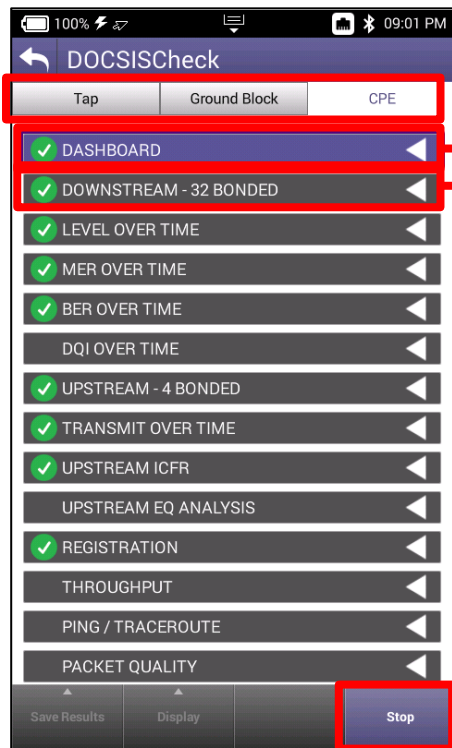 100% 09:01 PM
DOCSISCheck
Tap Ground Block CPE
DASHBOARD
DOWNSTREAM - 32 BONDED
LEVEL OVER TIME
MER OVER TIME
BER OVER TIME
DQI OVER TIME
UPSTREAM - 4 BONDED
TRANSMIT OVER TIME
UPSTREAM ICFR
UPSTREAM EQ ANALYSIS
REGISTRATION
THROUGHPUT
PING / TRACEROUTE
PACKET QUALITY
Save Results Display Stop